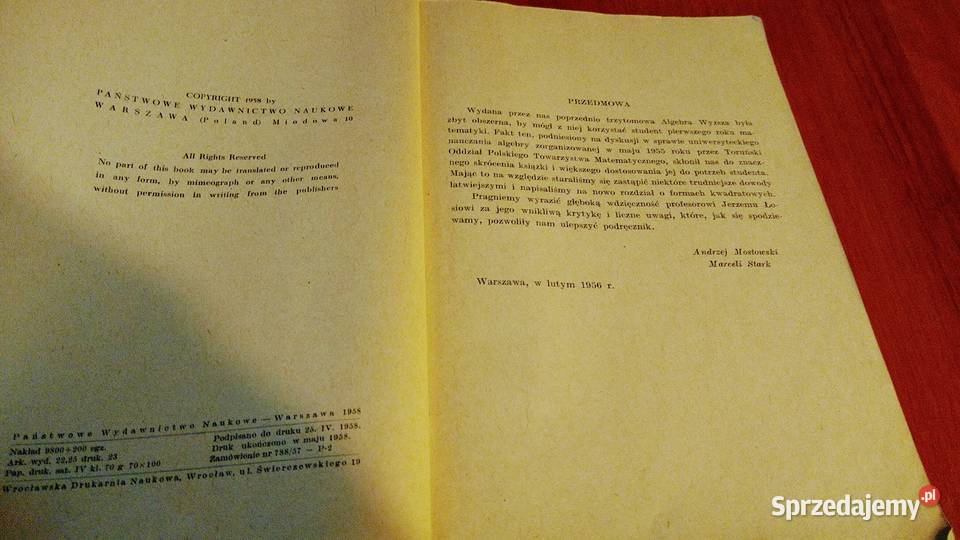 COPYRIGHT 1958 by
PAŃSTWOWE WYDAWNICTWO NAUKOWE
WARSZAWA (Poland) Miodowa 10
All Rights Reserved
No part of this book may be translated or reproduced
in any form, by mimeograph or any other means,
without permission in writing from the publishers
Państwowe Wydawnictwo Naukowe — Warszawa 1958
Nakład 9800+200 egz.
Ark. wyd. 22,25 druk. 23
Pap. druk. sat. IV kl. 70 g 70×100
Podpisano do druku 25. IV. 1958.
Druk ukończono w maju 1958.
Zamówienie nr 788/57 — P-2
Wrocławska Drukarnia Naukowa, Wrocław, ul. Świerczewskiego 19
PRZEDMOWA
Wydana przez nas poprzednio trzytomowa Algebra Wyższa była
zbyt obszerna, by mógł z niej korzystać student pierwszego roku ma-
tematyki. Fakt ten, podniesiony na dyskusji w sprawie uniwersyteckiego
nauczania algebry zorganizowanej w maju 1955 roku przez Toruński
Oddział Polskiego Towarzystwa Matematycznego, skłonił nas do znacz-
nego skrócenia książki i większego dostosowania jej do potrzeb studenta.
Mając to na względzie staraliśmy się zastąpić niektóre trudniejsze dowody
łatwiejszymi i napisaliśmy na nowo rozdział o formach kwadratowych.
Pragniemy wyrazić głęboką wdzięczność profesorowi Jerzemu Ło-
siowi za jego wnikliwą krytykę i liczne uwagi, które, jak się spodzie-
wamy, pozwoliły nam ulepszyć podręcznik.
Andrzej Mostowski
Marceli Stark
Warszawa, w lutym 1956 r.
Sprzedajemy.pl